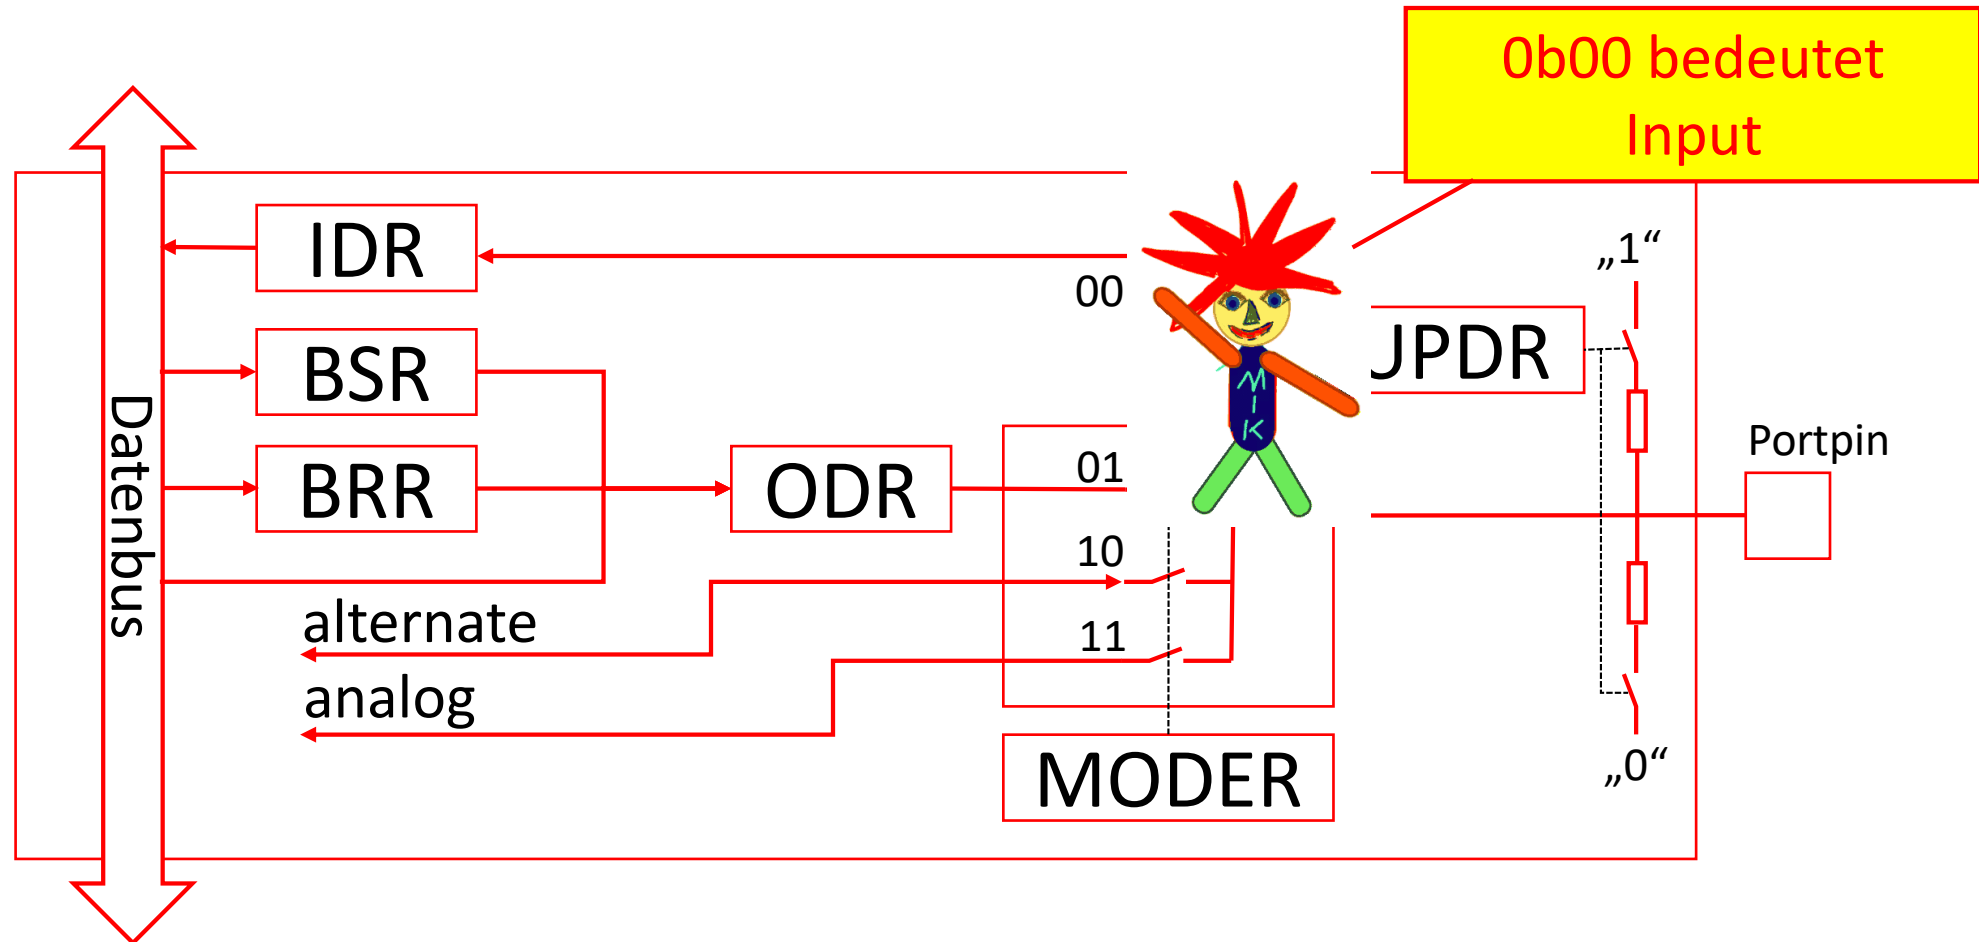 0b00 bedeutet
Input
IDR
00
„1“
BSR
JPDR
Datenbus
BRR
ODR
01
MIK
Portpin
10
alternate
11
analog
MODER
„0“